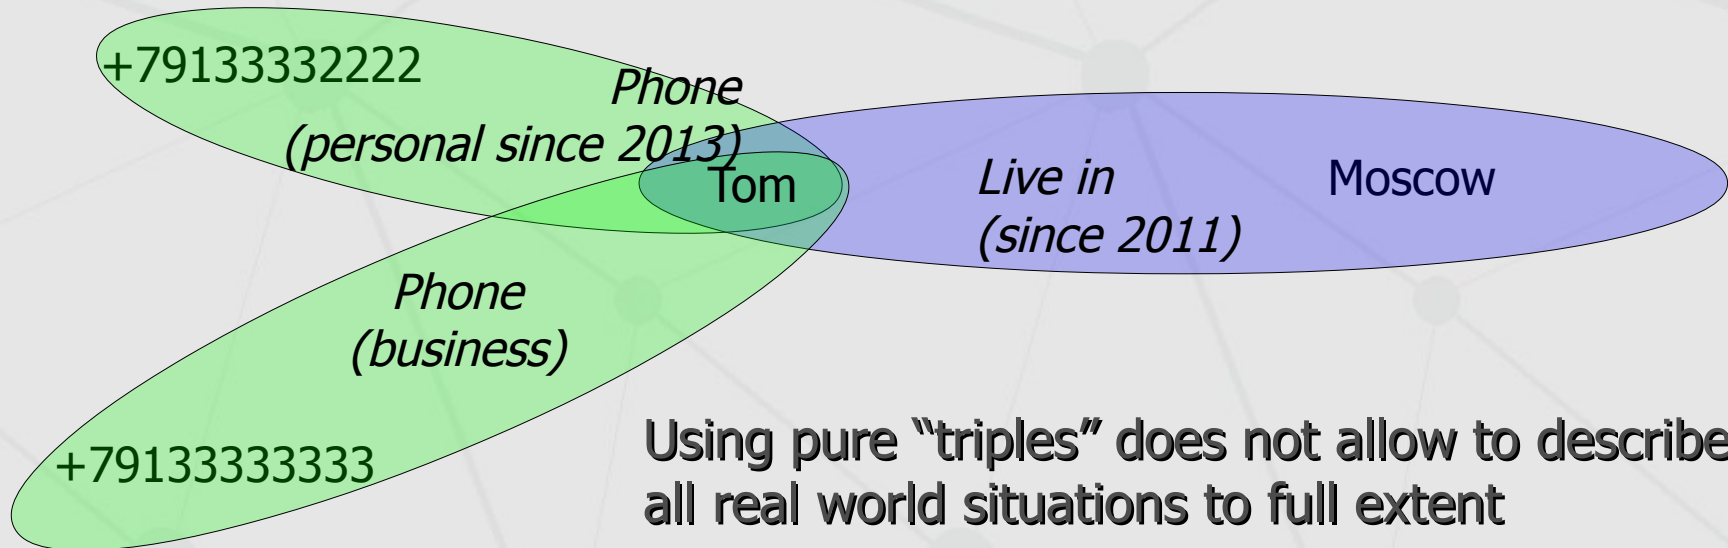 +79133332222
Phone
(personal since 2013)
Tom
Live in
(since 2011)
Moscow
Phone
(business)
+79133333333
Using pure “triples” does not allow to describe
all real world situations to full extent